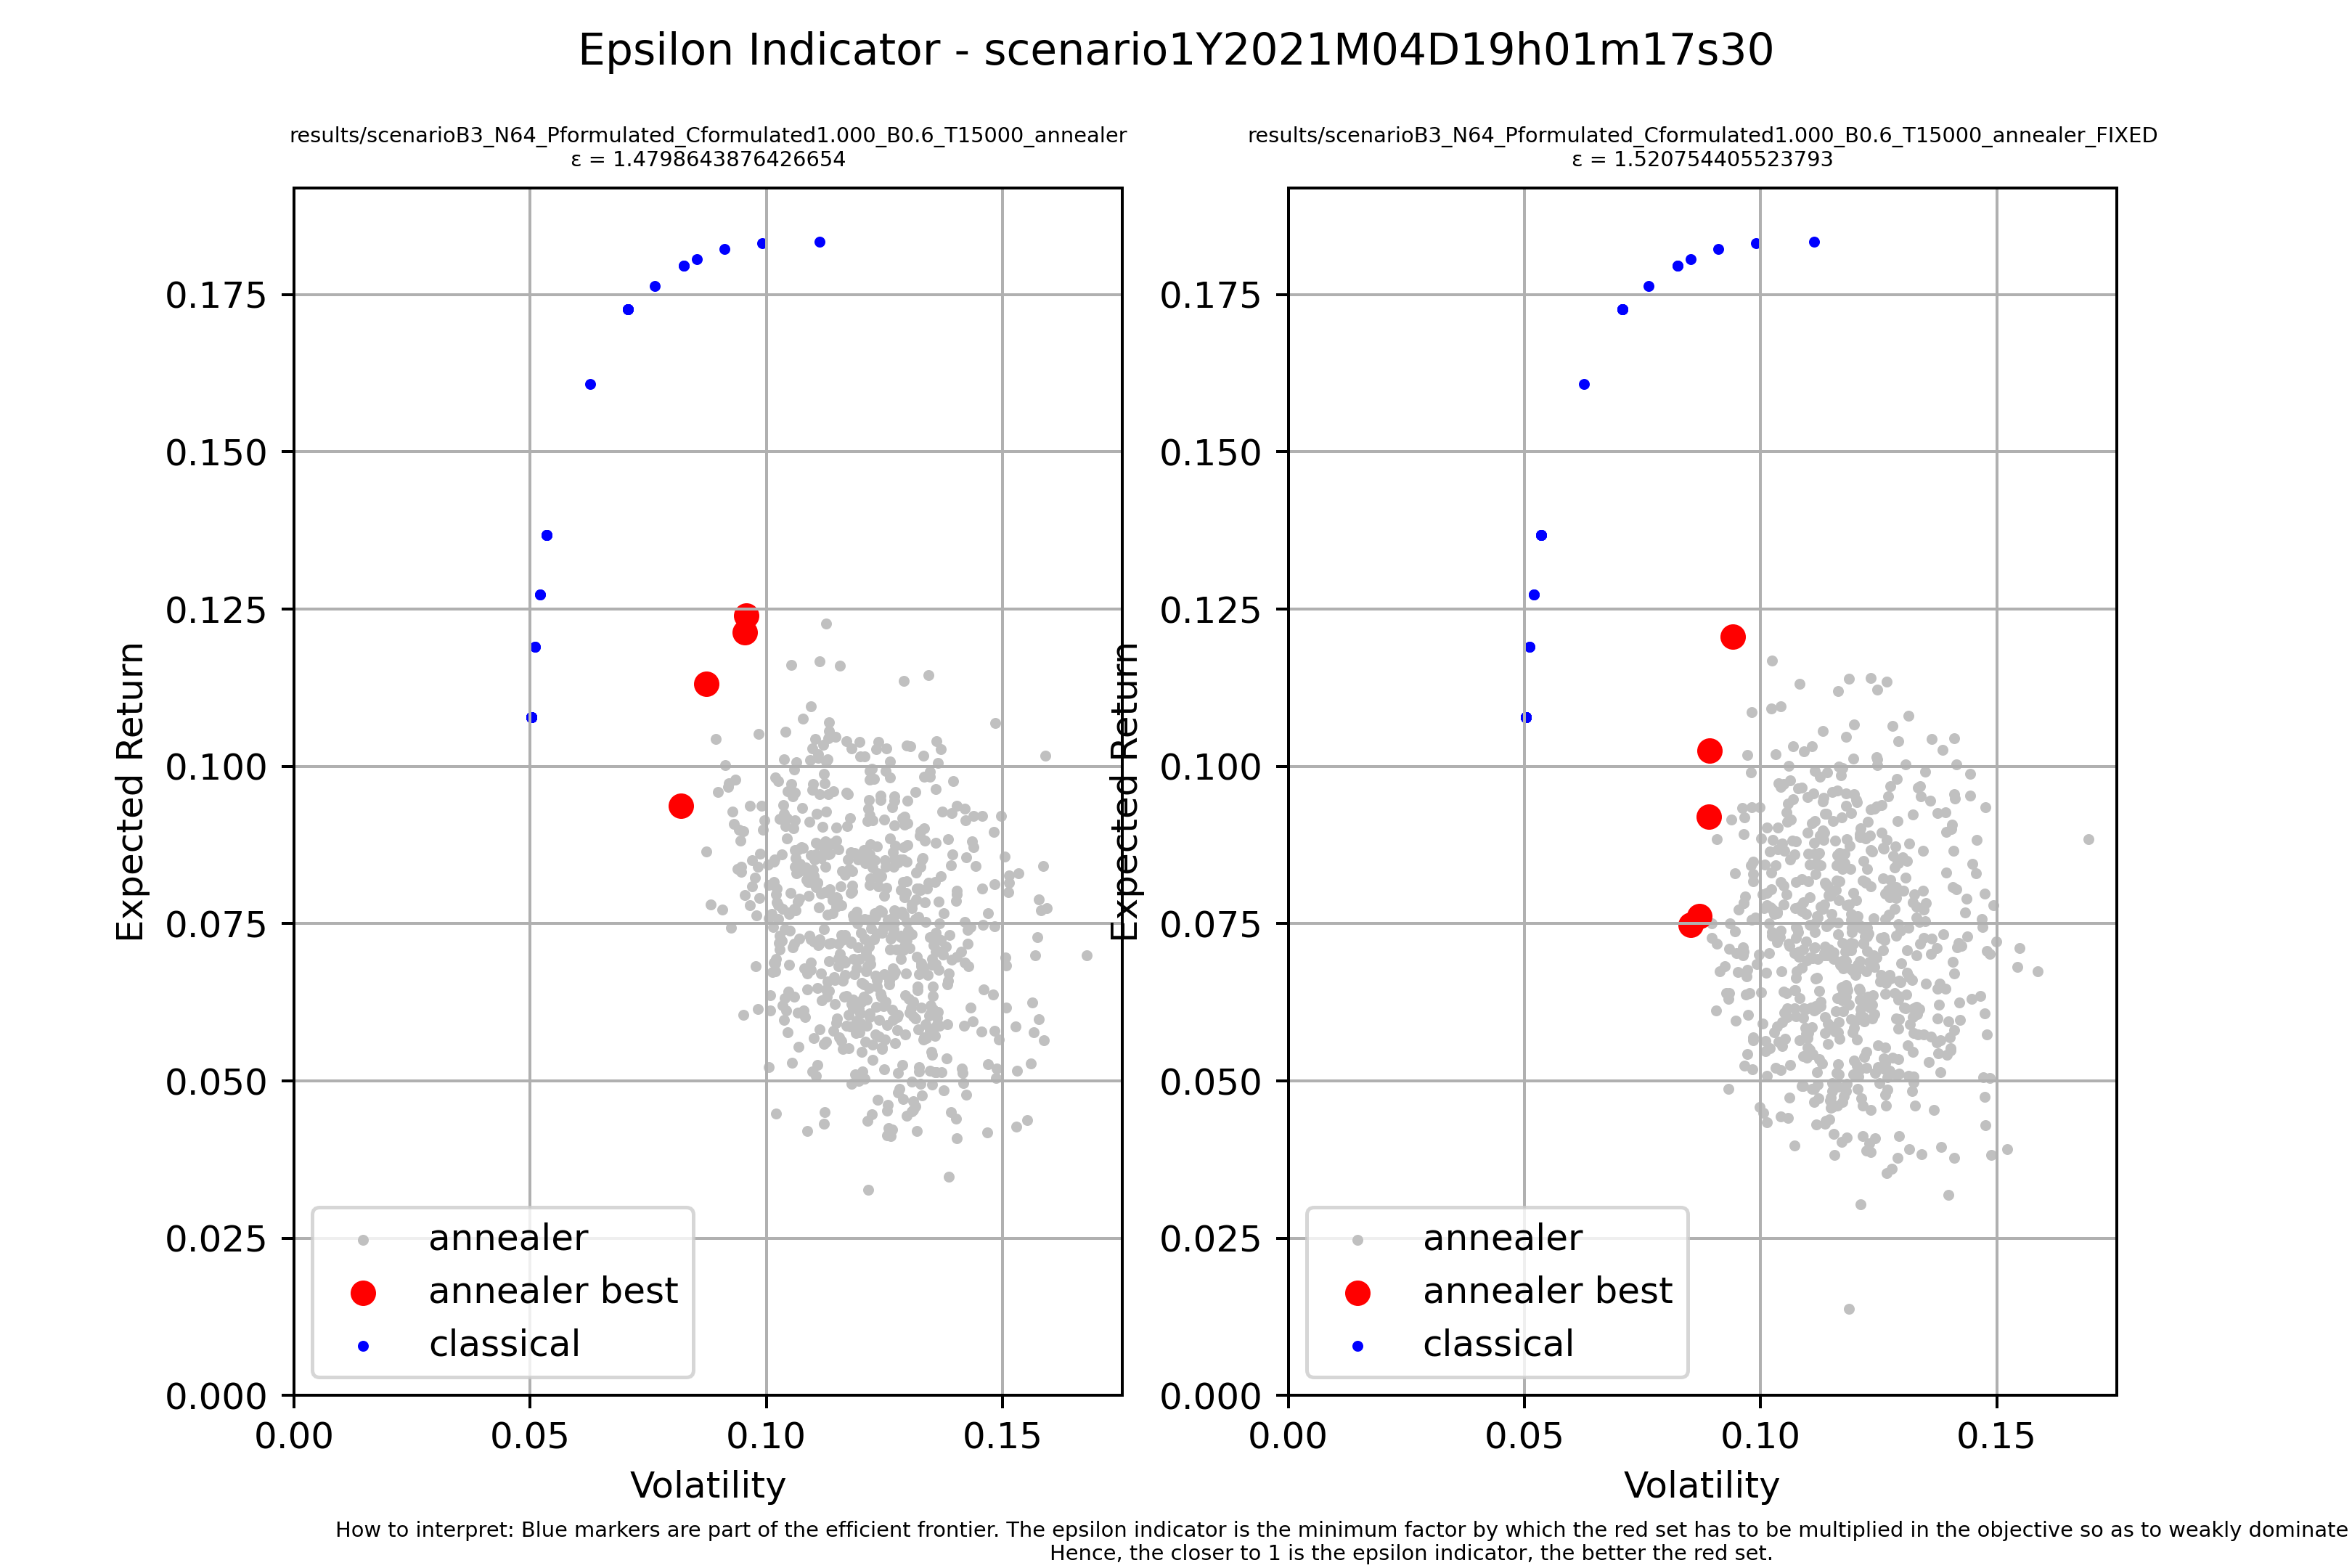 Epsilon Indicator - scenario1Y2021M04D19h01m17s30
results/scenarioB3_N64_Pformulated_Cformulated1.000_B0.6_T15000_annealer
ε = 1.4798643876426654
0.175
0.150
0.125
0.100
0.075
0.050
0.025
0.000
Expected Return
annealer
annealer best
classical
0.00 0.05 0.10 0.15
Volatility
results/scenarioB3_N64_Pformulated_Cformulated1.000_B0.6_T15000_annealer_FIXED
ε = 1.520754405523793
0.175
0.150
0.125
0.100
0.075
0.050
0.025
0.000
Expected Return
annealer
annealer best
classical
0.00 0.05 0.10 0.15
Volatility
How to interpret: Blue markers are part of the efficient frontier. The epsilon indicator is the minimum factor by which the red set has to be multiplied in the objective so as to weakly dominate
Hence, the closer to 1 is the epsilon indicator, the better the red set.